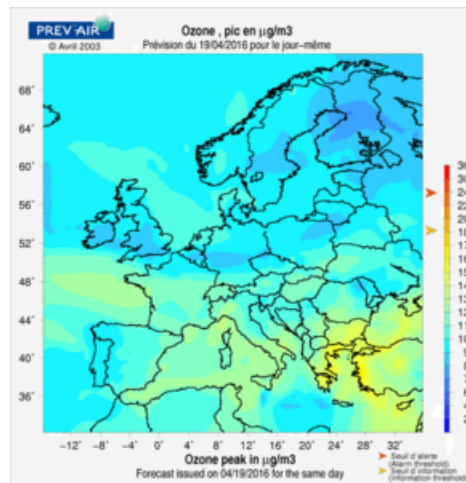 PREV'AIR
© Avril 2003
Ozone , pic en µg/m3
Prévision du 19/04/2016 pour le jour-même
68°
64°
60°
56°
52°
48°
44°
40°
36°
-12° -8° -4° 0° 4° 8° 12° 16° 20° 24° 28° 32°
Ozone peak in µg/m3
Forecast issued on 04/19/2016 for the same day
Seuil d'alerte
(Alarm threshold)
Seuil d'information
(Information threshold)